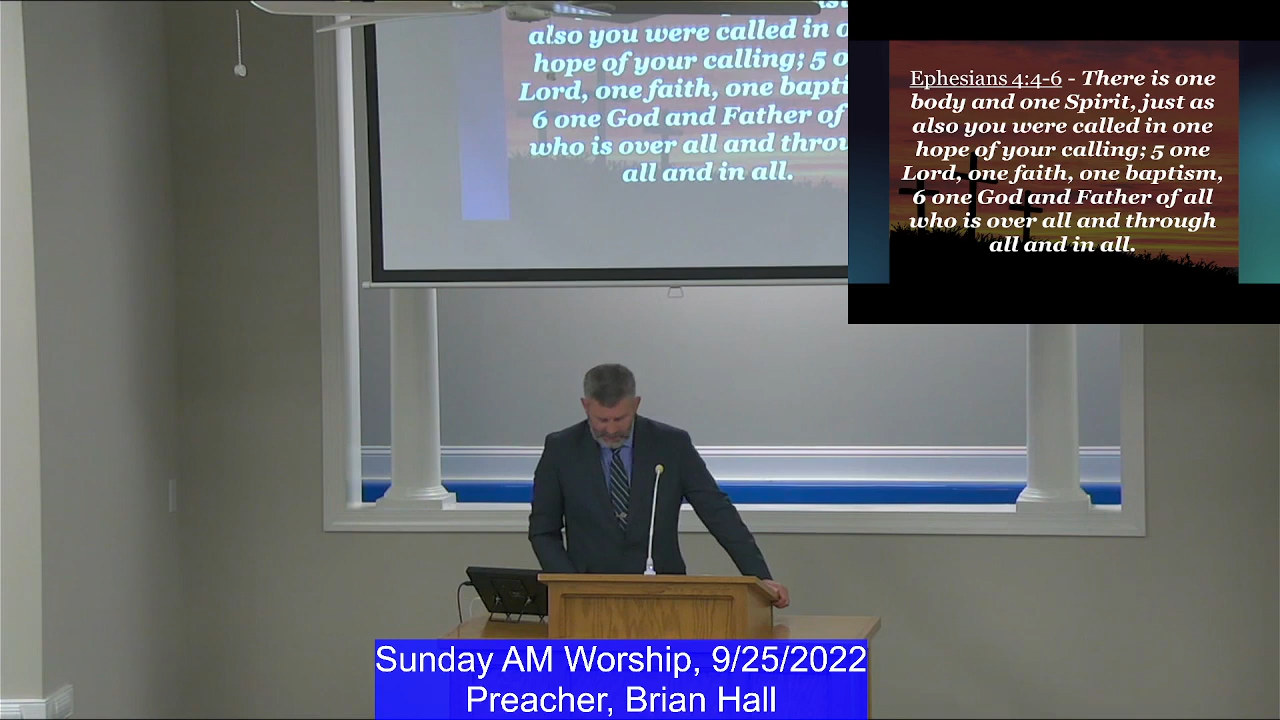 also you were called in o
hope of your calling; 5 o
Lord, one faith, one bapti
6 one God and Father of
who is over all and throu
all and in all.
Ephesians 4:4-6 - There is one
body and one Spirit, just as
also you were called in one
hope of your calling; 5 one
Lord, one faith, one baptism,
6 one God and Father of all
who is over all and through
all and in all.
Sunday AM Worship, 9/25/2022
Preacher, Brian Hall